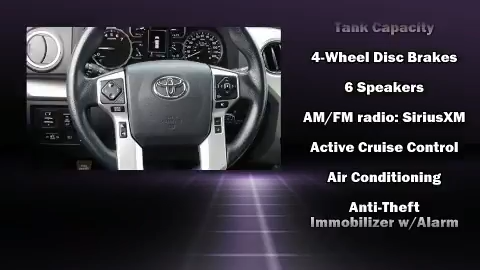 Tank Capacity
4-Wheel Disc Brakes
6 Speakers
AM/FM radio: SiriusXM
Active Cruise Control
Air Conditioning
Anti-Theft
Immobilizer w/Alarm